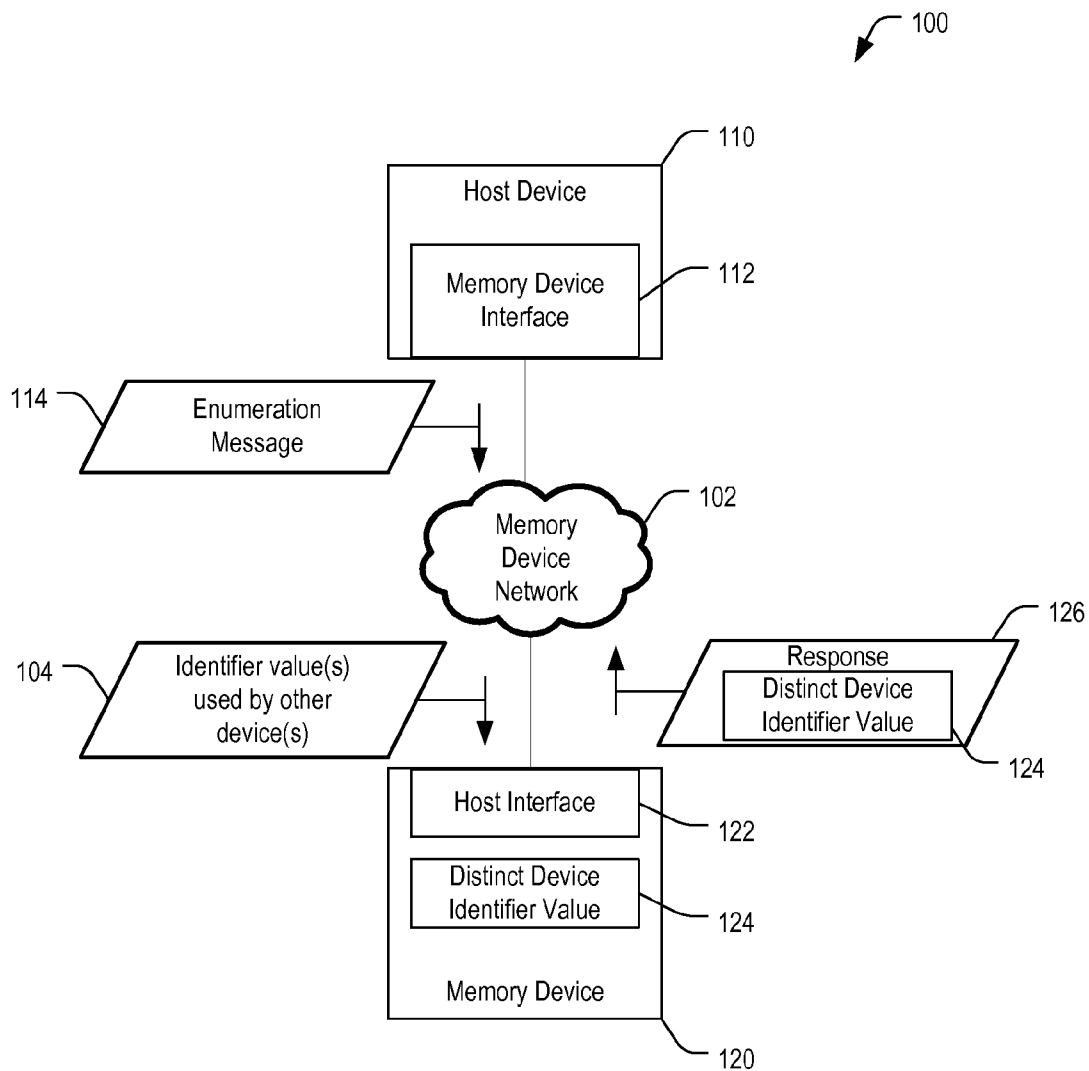 100
110
Host Device
Memory Device
Interface
112
114
Enumeration
Message
102
Memory
Device
Network
126
104
Identifier value(s)
used by other
device(s)
Response
Distinct Device
Identifier Value
124
Host Interface
122
Distinct Device
Identifier Value
124
Memory Device
120